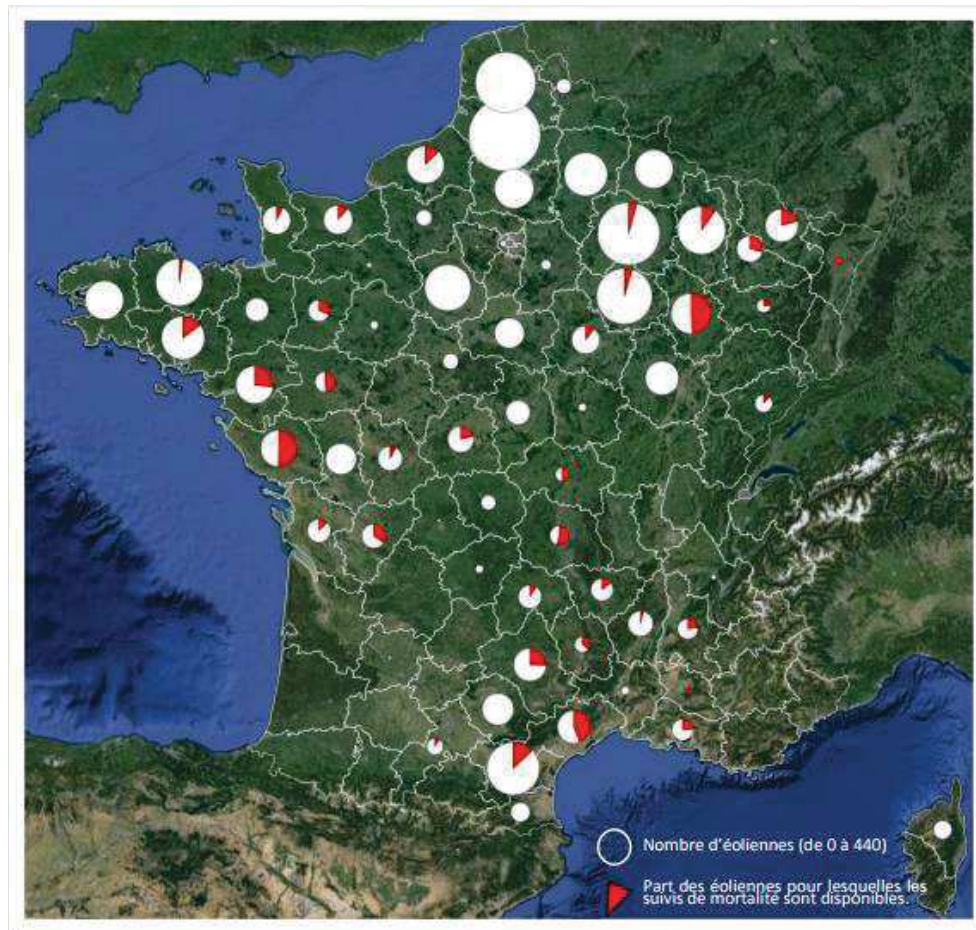 Nombre d'éoliennes (de 0 à 440)
Part des éoliennes pour lesquelles les
suivis de mortalité sont disponibles.